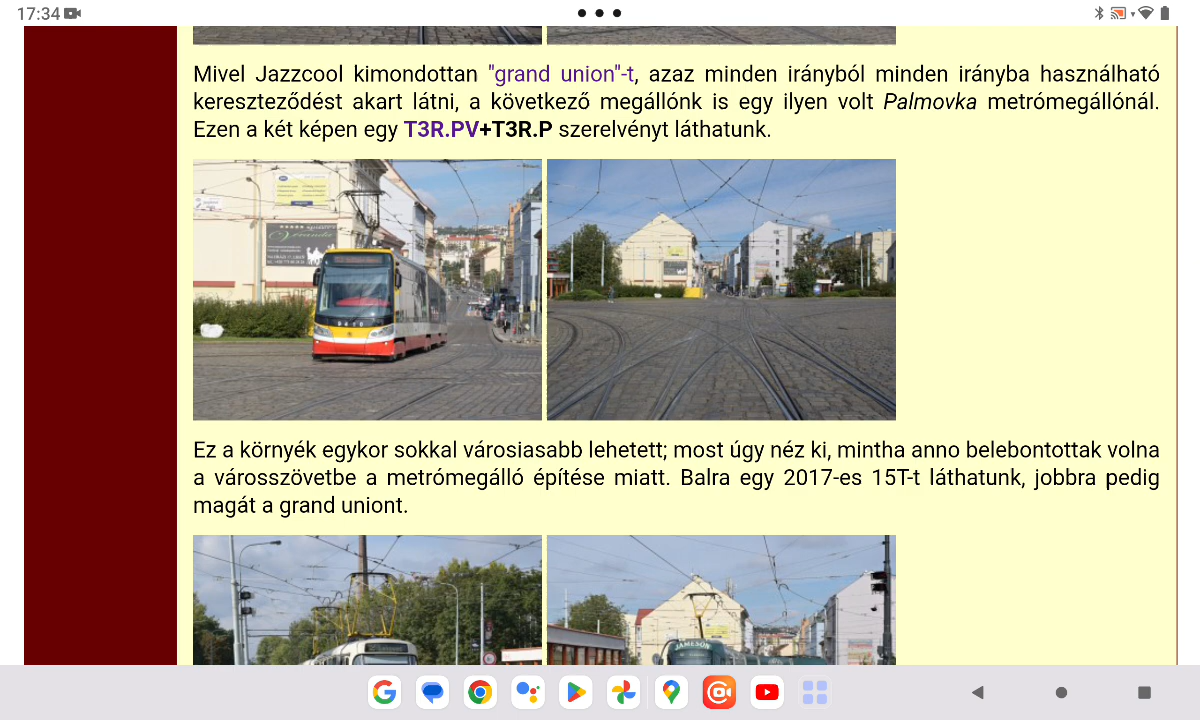 17:34
Mivel Jazzcool kimondottan "grand union"-t, azaz minden irányból minden irányba használható
kereszteződést akart látni, a következő megállónk is egy ilyen volt Palmovka metrómegállónál.
Ezen a két képen egy T3R.PV+T3R.P szerelvényt láthatunk.
Ez a környék egykor sokkal városiasabb lehetett; most úgy néz ki, mintha anno belebontottak volna
a városszövetbe a metrómegálló építése miatt. Balra egy 2017-es 15T-t láthatunk, jobbra pedig
magát a grand uniont.
JAMESON